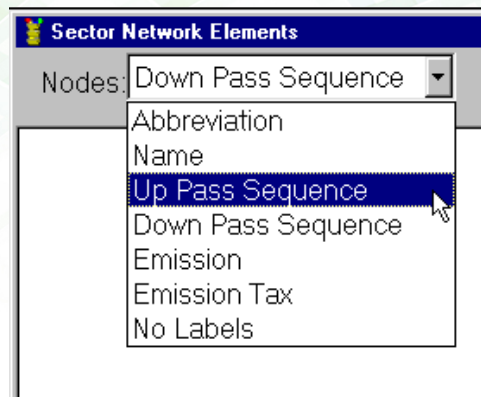 Sector Network Elements
Nodes: Down Pass Sequence
Abbreviation
Name
Up Pass Sequence
Down Pass Sequence
Emission
Emission Tax
No Labels